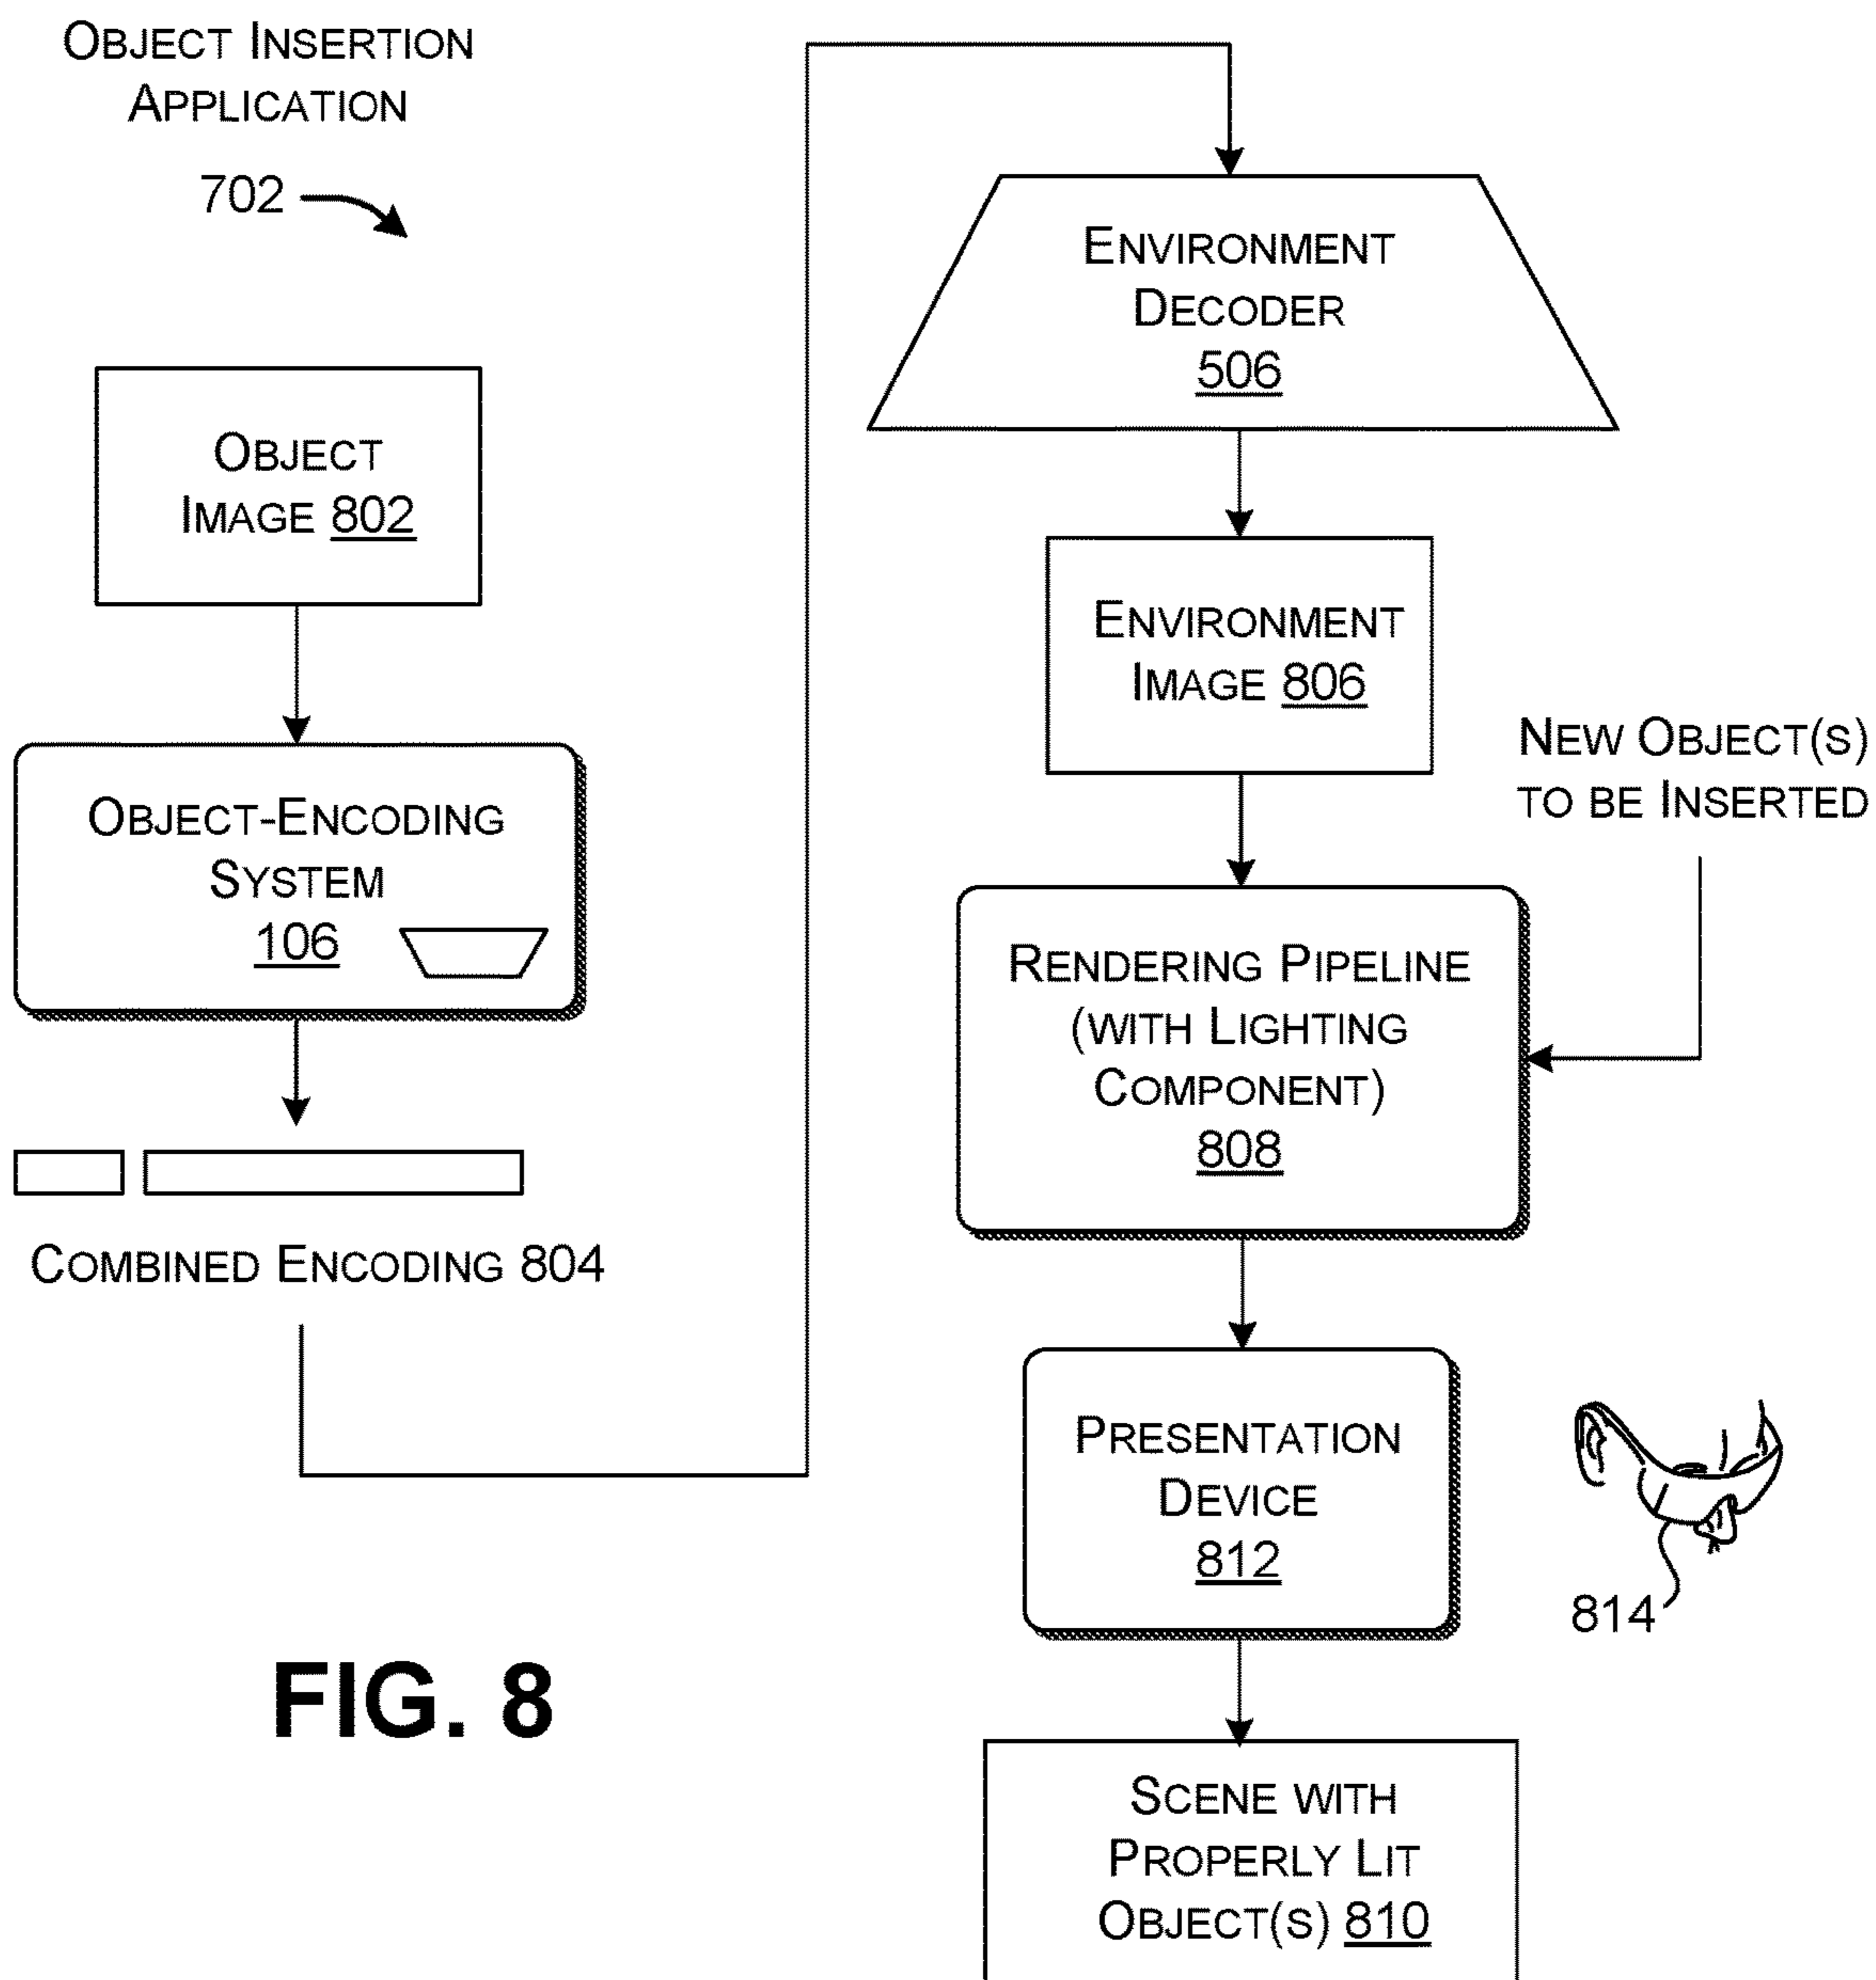 OBJECT INSERTION
APPLICATION
702
OBJECT
IMAGE 802
OBJECT-ENCODING
SYSTEM
106
COMBINED ENCODING 804
ENVIRONMENT
DECODER
506
ENVIRONMENT
IMAGE 806
NEW OBJECT(S)
TO BE INSERTED
RENDERING PIPELINE
(WITH LIGHTING
COMPONENT)
808
PRESENTATION
DEVICE
812
814
SCENE WITH
PROPERLY LIT
OBJECT(S) 810
FIG. 8